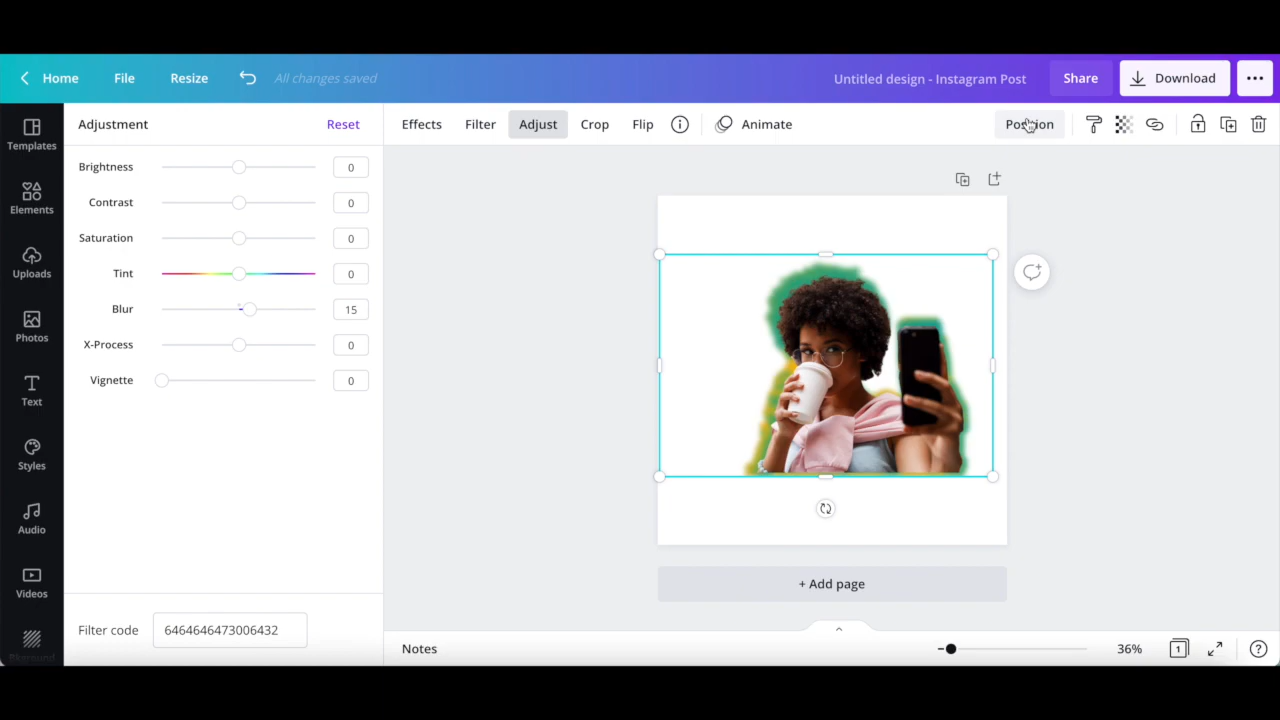 Home File Resize All changes saved Untitled design - Instagram Post Share Download
Templates
Elements
Uploads
Photos
Text
Styles
Audio
Videos
Adjustment Reset
Brightness 0
Contrast 0
Saturation 0
Tint 0
Blur 15
X-Process 0
Vignette 0
Filter code 6464646473006432
Effects Filter Adjust Crop Flip Animate Position
+ Add page
Notes 36% 1